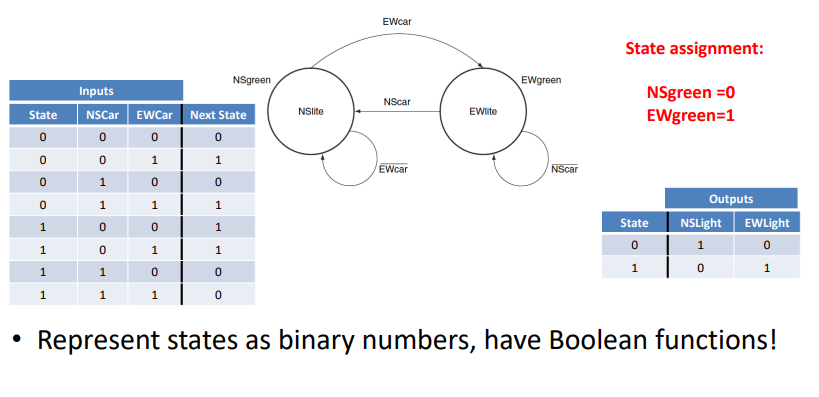 EWcar
State assignment:
NSgreen =0
EWgreen=1
NSgreen
EWgreen
NSlite
NScar
EWlite
EWcar
NScar
Inputs
State NSCar EWCar Next State
0 0 0 0
0 0 1 1
0 1 0 0
0 1 1 1
1 0 0 1
1 0 1 1
1 1 0 0
1 1 1 0
Outputs
State NSLight EWLight
0 1 0
1 0 1
• Represent states as binary numbers, have Boolean functions!